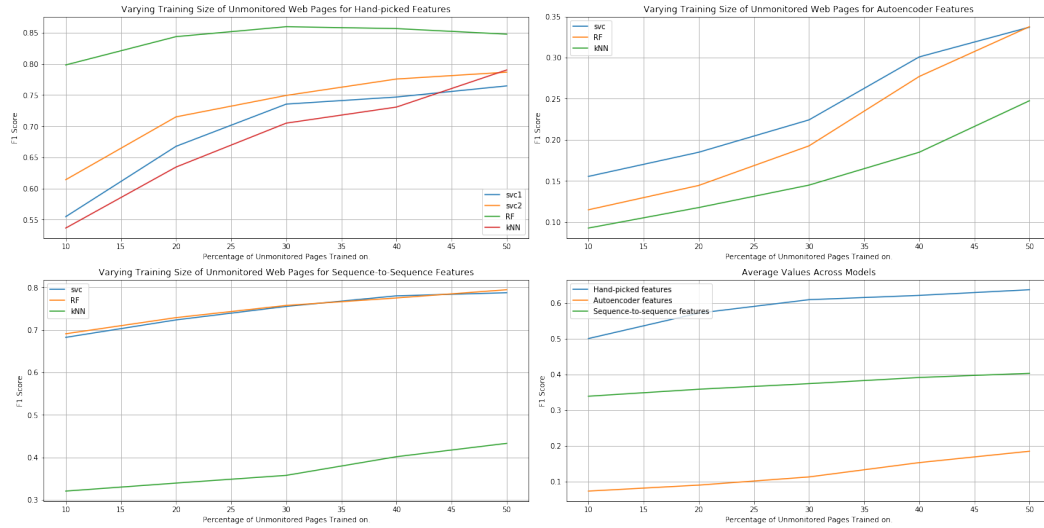 Varying Training Size of Unmonitored Web Pages for Hand-picked Features
0.85
0.80
0.75
0.70
0.65
0.60
0.55
F1 Score
svc1
svc2
RF
kNN
10 15 20 25 30 35 40 45 50
Percentage of Unmonitored Pages Trained on
Varying Training Size of Unmonitored Web Pages for Autoencoder Features
0.35
0.30
0.25
0.20
0.15
0.10
F1 Score
svc
RF
kNN
10 15 20 25 30 35 40 45 50
Percentage of Unmonitored Pages Trained on
Varying Training Size of Unmonitored Web Pages for Sequence-to-Sequence Features
0.8
0.7
0.6
0.5
0.4
0.3
F1 Score
svc
RF
kNN
10 15 20 25 30 35 40 45 50
Percentage of Unmonitored Pages Trained on
Average Values Across Models
0.6
0.5
0.4
0.3
0.2
0.1
F1 Score
Hand-picked features
Autoencoder features
Sequence-to-sequence features
10 15 20 25 30 35 40 45 50
Percentage of Unmonitored Pages Trained on